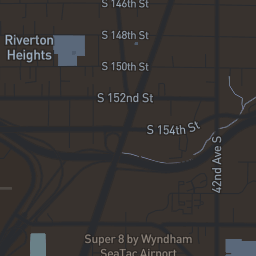 S 146th St
Riverton
Heights
S 148th St
S 150th St
S 152nd St
S 154th St
42nd Ave S
Super 8 by Wyndham
SeaTac Airport